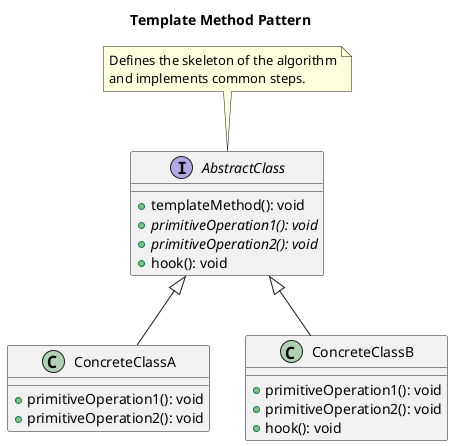 Template Method Pattern
Defines the skeleton of the algorithm
and implements common steps.
I AbstractClass
templateMethod(): void
primitiveOperation1(): void
primitiveOperation2(): void
hook(): void
C ConcreteClassA
primitiveOperation1(): void
primitiveOperation2(): void
C ConcreteClassB
primitiveOperation1(): void
primitiveOperation2(): void
hook(): void